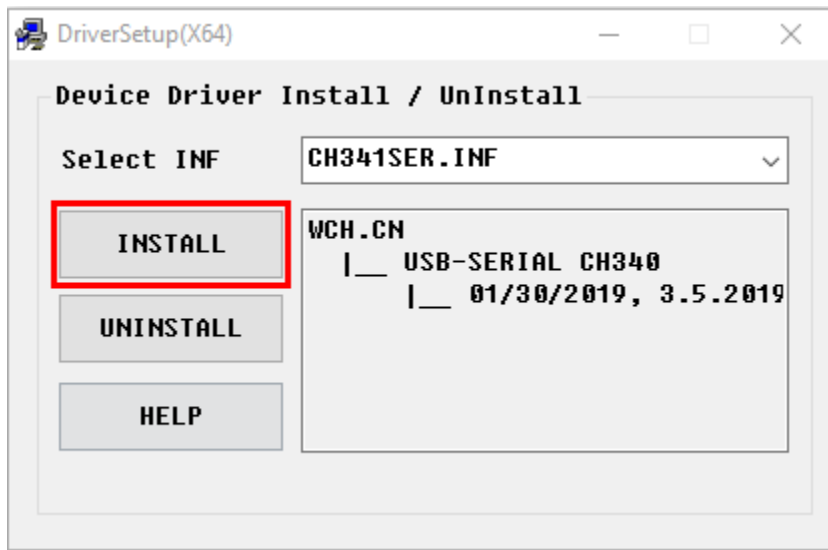 DriverSetup(X64)
Device Driver Install / UnInstall
Select INF
CH341SER.INF
INSTALL
UNINSTALL
HELP
WCH.CN
|__ USB-SERIAL CH340
|__ 01/30/2019, 3.5.2019